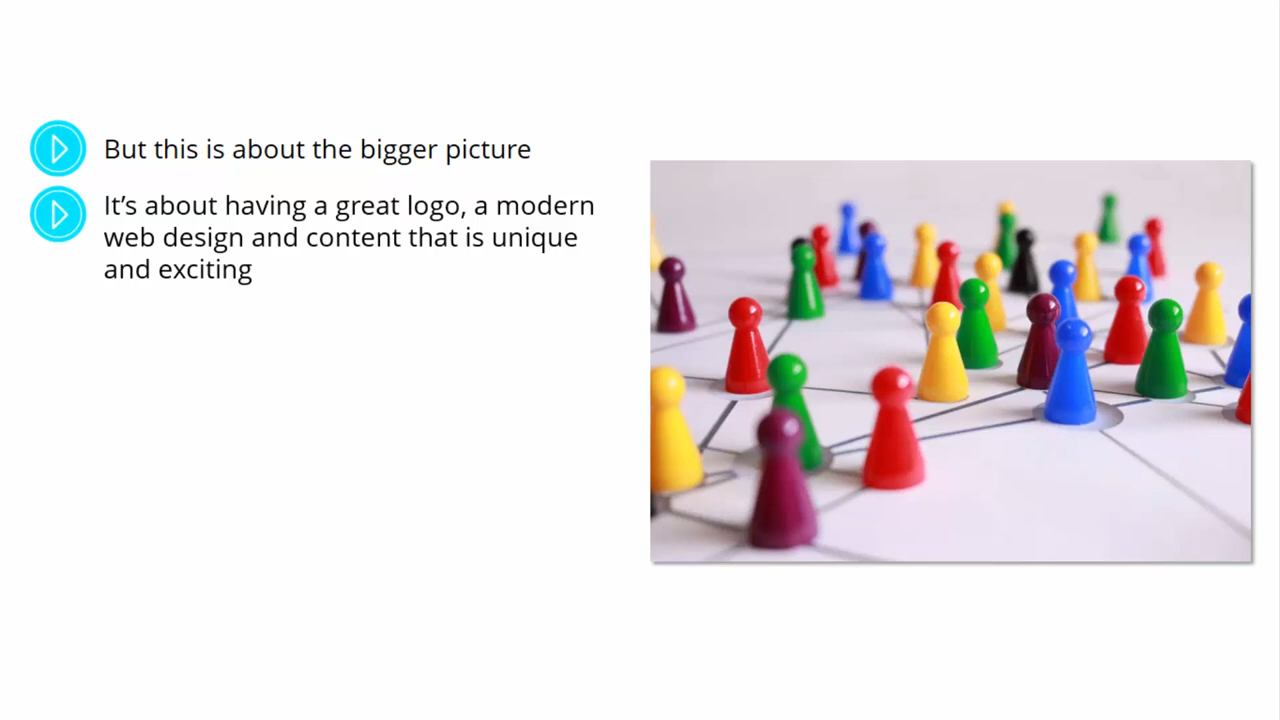 But this is about the bigger picture
It’s about having a great logo, a modern
web design and content that is unique
and exciting